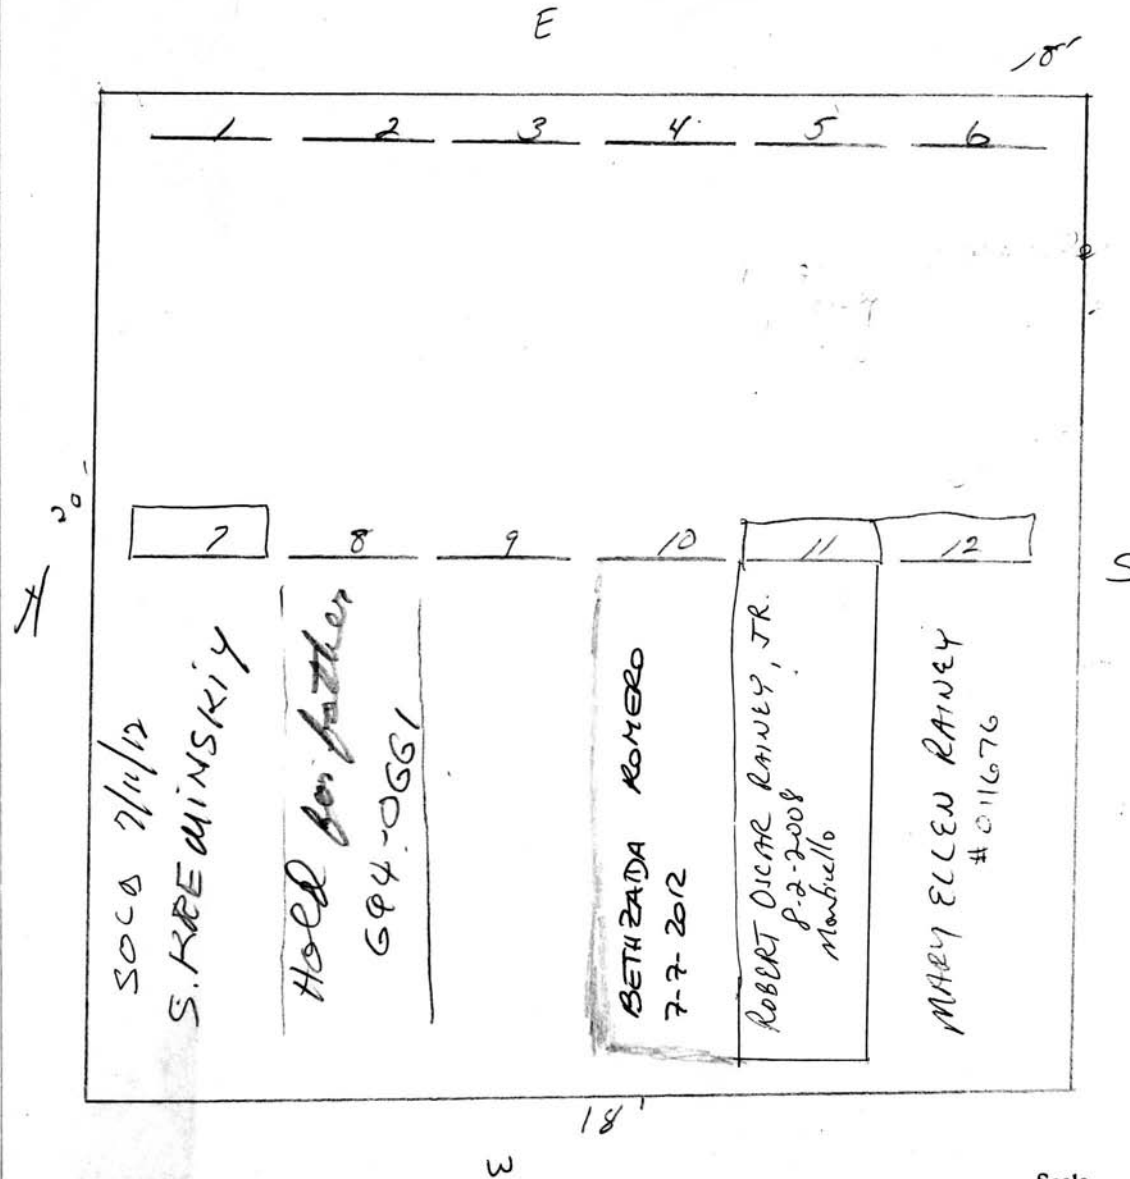 E
18'
1 2 3 4 5 6
20'
7 8 9 10 11 12
N
S
SOLD 7/11/12
S. KREMINSKIY
Hold for father
694-0661
BETHZAIDA ROMERO
7-7-2012
ROBERT OSCAR RAINEY, JR.
8-2-2008
Monticello
MARY ELLEN RAINEY
#011676
18'
W